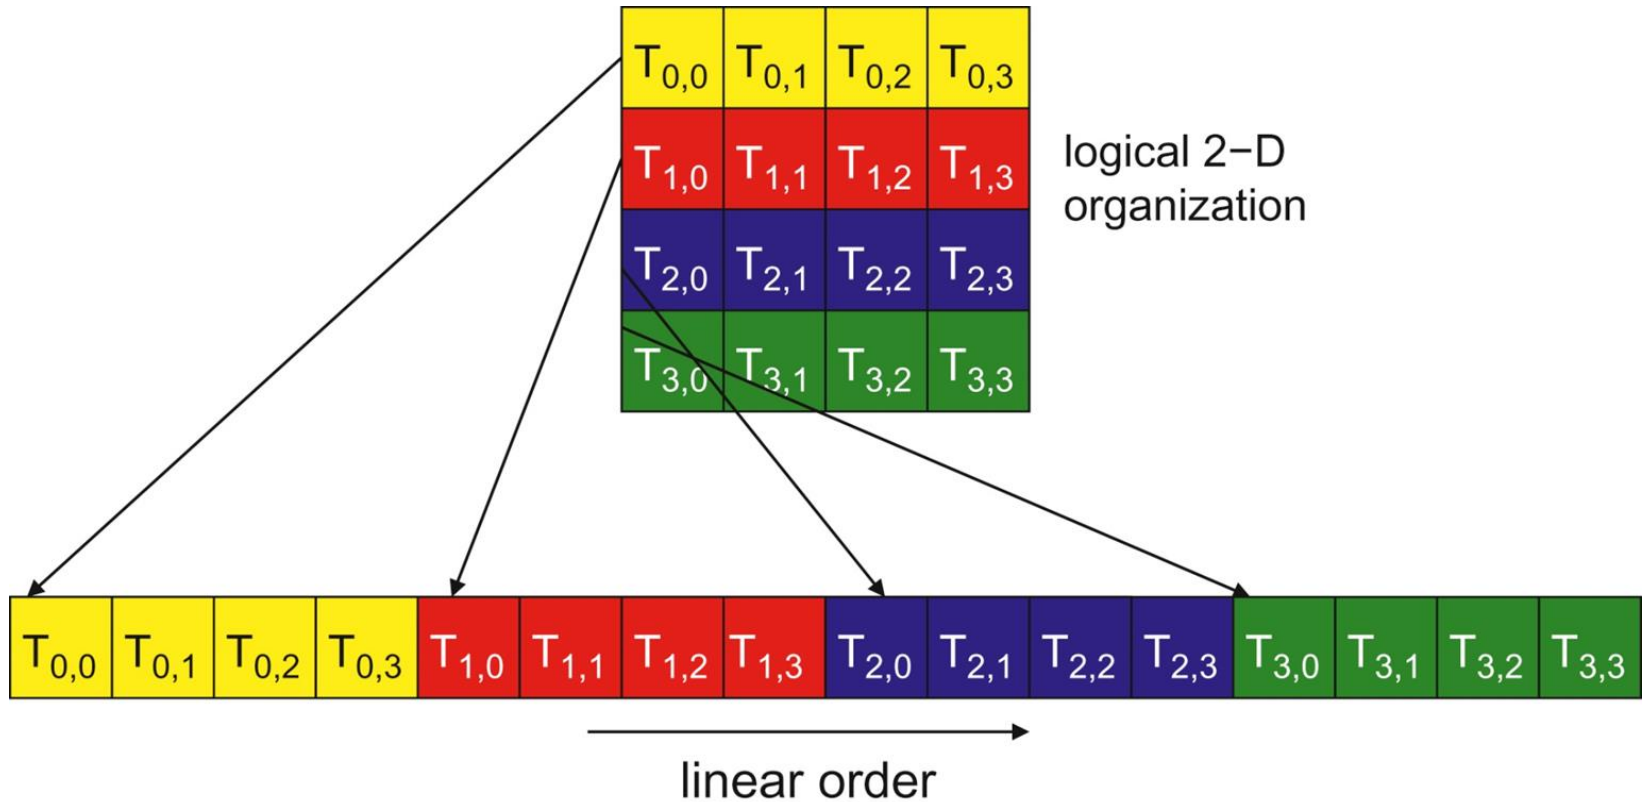 T0,0 T0,1 T0,2 T0,3
T1,0 T1,1 T1,2 T1,3
T2,0 T2,1 T2,2 T2,3
T3,0 T3,1 T3,2 T3,3
logical 2−D
organization
T0,0 T0,1 T0,2 T0,3 T1,0 T1,1 T1,2 T1,3 T2,0 T2,1 T2,2 T2,3 T3,0 T3,1 T3,2 T3,3
linear order